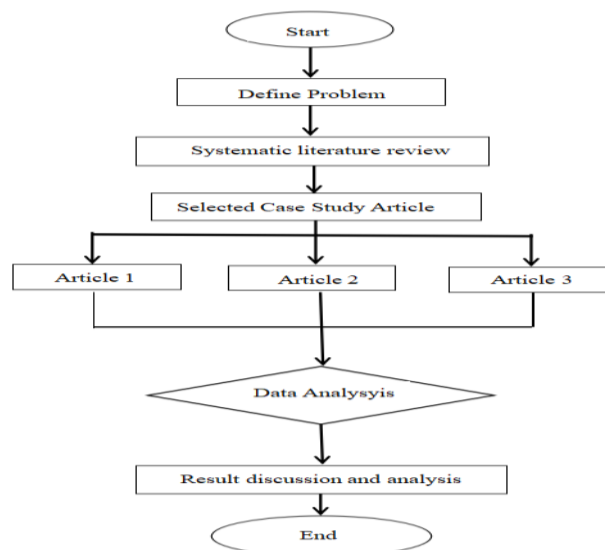 Start
Define Problem
Systematic literature review
Selected Case Study Article
Article 1
Article 2
Article 3
Data Analysyis
Result discussion and analysis
End